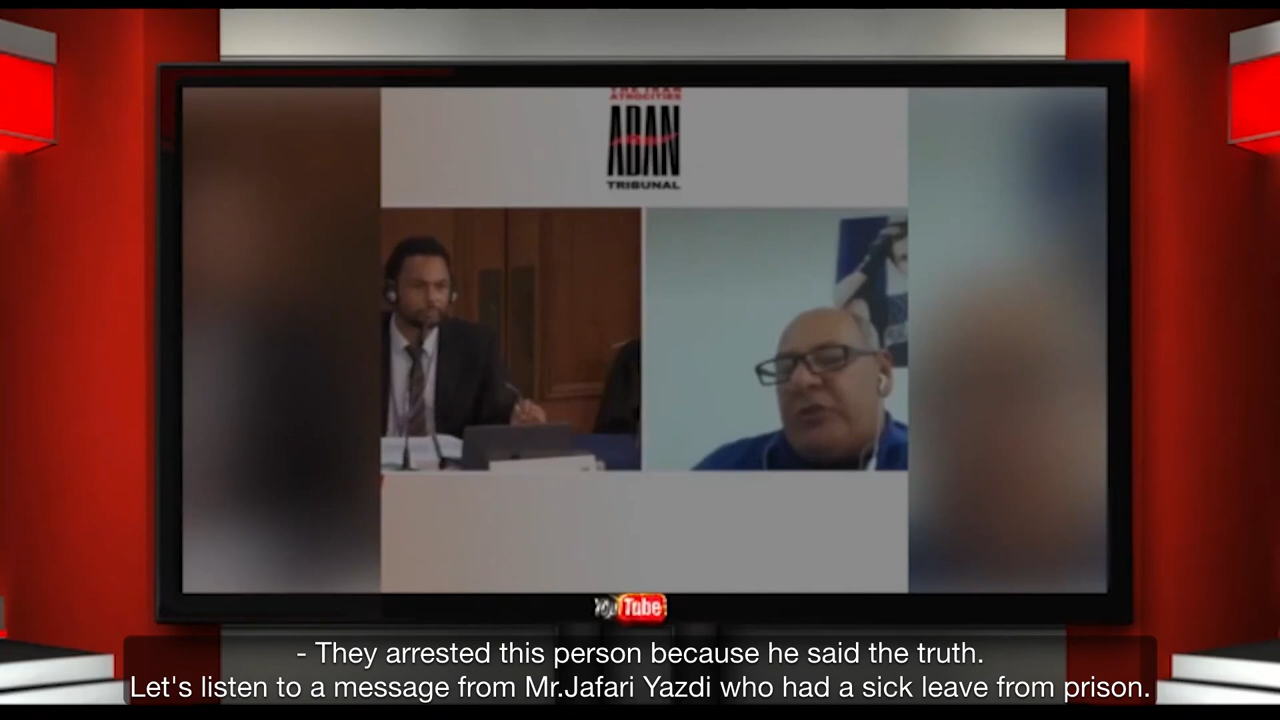 THE IRAN
ATROCITIES
ABAN
TRIBUNAL
YouTube
- They arrested this person because he said the truth.
Let's listen to a message from Mr.Jafari Yazdi who had a sick leave from prison.